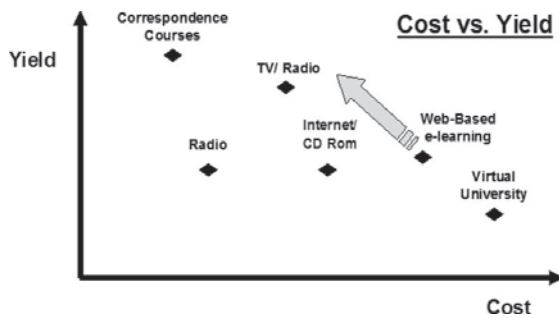 Cost vs. Yield
Yield
Correspondence
Courses
TV/ Radio
Radio
Internet/
CD Rom
Web-Based
e-learning
Virtual
University
Cost